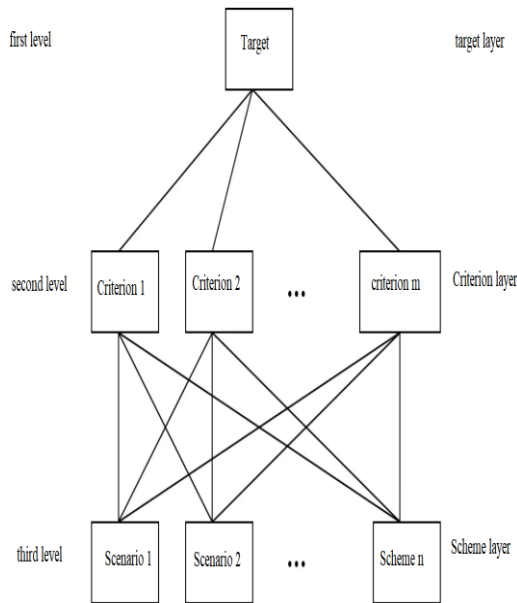 first level
Target
target layer
second level
Criterion 1
Criterion 2
...
criterion m
Criterion layer
third level
Scenario 1
Scenario 2
...
Scheme n
Scheme layer